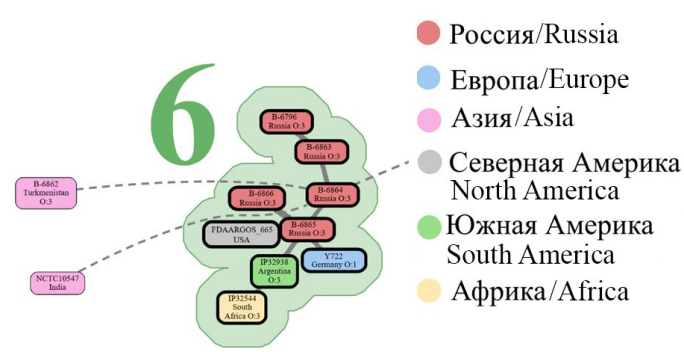 6
B-6796
Russia O:3
B-6863
Russia O:3
B-6862
Turkmenistan
O:3
B-6866
Russia O:3
B-6864
Russia O:3
FDAARGOS_665
USA
B-6865
Russia O:3
Y722
Germany O:1
IP32938
Argentina
O:3
NCTC10547
India
IP32544
South
Africa O:3
Россия/Russia
Европа/Europe
Азия/Asia
Северная Америка
North America
Южная Америка
South America
Африка/Africa